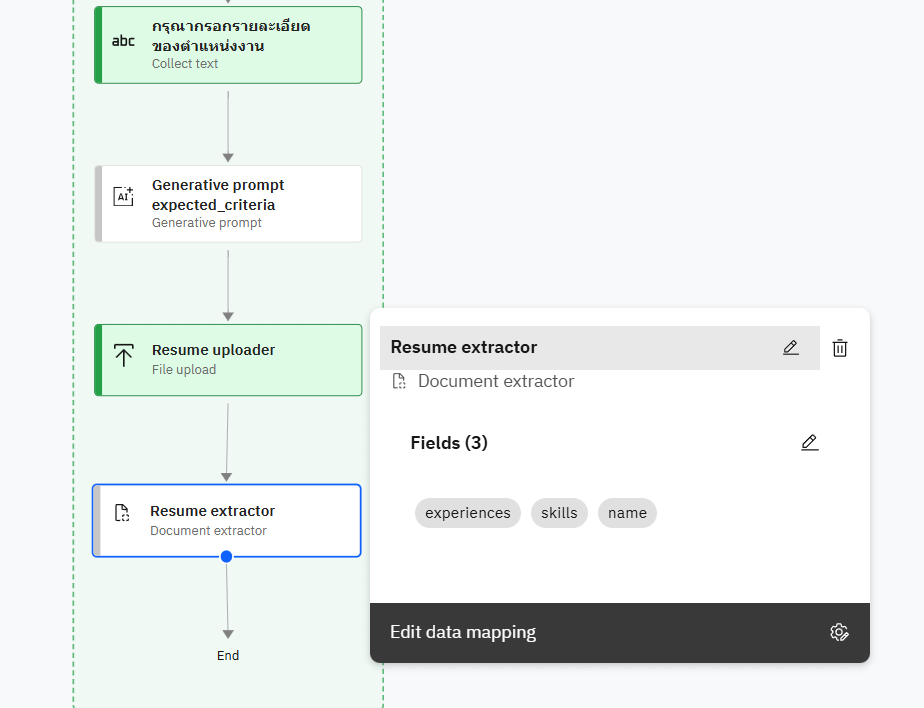 abc
กรุณากรอกรายละเอียด
ของตำแหน่งงาน
Collect text
AI
Generative prompt
expected_criteria
Generative prompt
Resume uploader
File upload
Resume extractor
Document extractor
End
Resume extractor
Document extractor
Fields (3)
experiences skills name
Edit data mapping